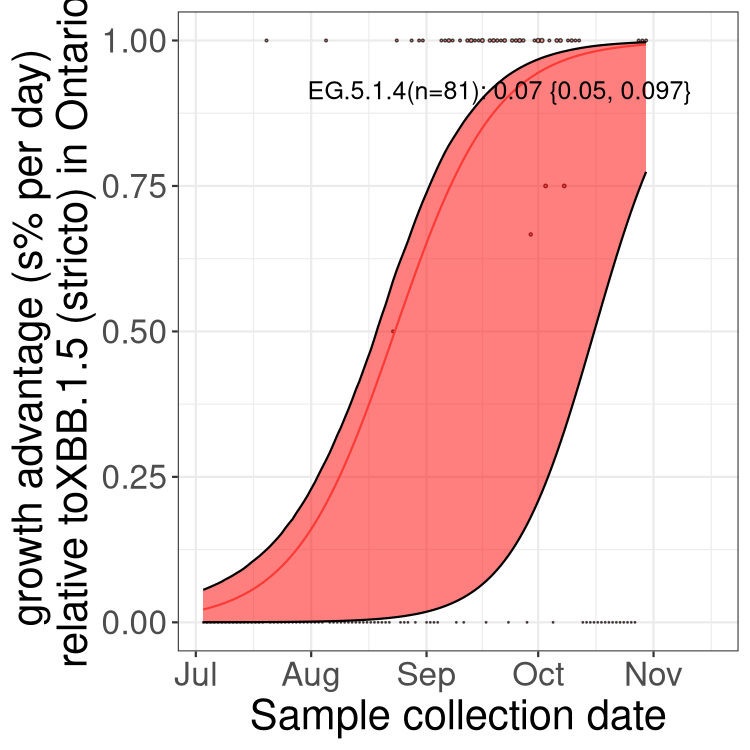 growth advantage (s% per day)
relative toXBB.1.5 (stricto) in Ontario
1.00
0.75
0.50
0.25
0.00
EG.5.1.4(n=81): 0.07 {0.05, 0.097}
Jul Aug Sep Oct Nov
Sample collection date